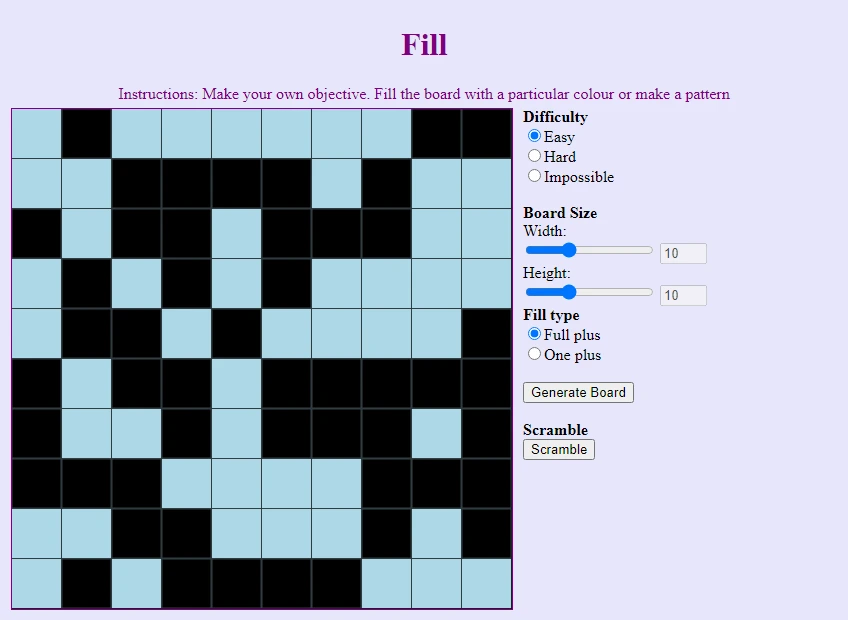 Fill
Instructions: Make your own objective. Fill the board with a particular colour or make a pattern
Difficulty
Easy
Hard
Impossible
Board Size
Width:
10
Height:
10
Fill type
Full plus
One plus
Generate Board
Scramble
Scramble